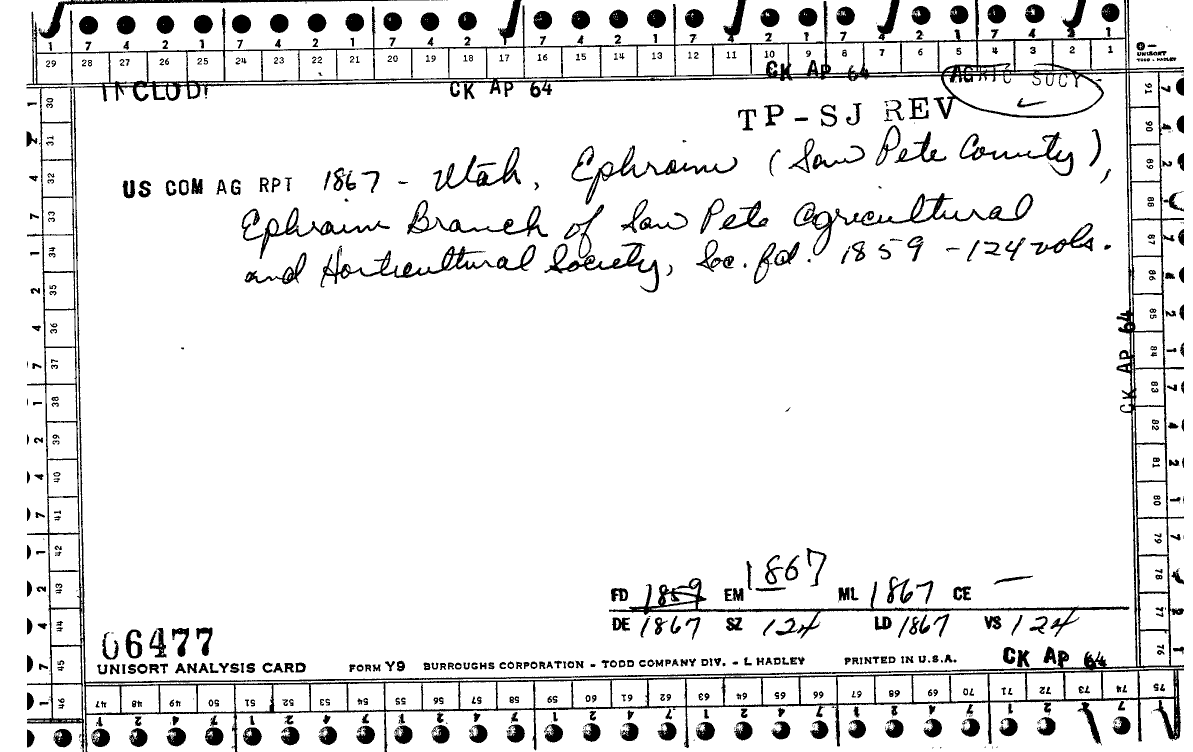 1 7 4 2 1 7 4 2 1 7 4 2 1 7 4 2 1 7 4 2 1 7 4 2 1 7 4 2 1
29 28 27 26 25 24 23 22 21 20 19 18 17 16 15 14 13 12 11 10 9 8 7 6 5 4 3 2 1
UNISORT
TODD - HADLEY
INCLUD
CK AP 64
CK AP 64
AGRIC SOCY -
TP-SJ REV
US COM AG RPT 1867 - Utah, Ephraim (San Pete County),
Ephraim Branch of San Pete Agricultural
and Horticultural Society, Soc. fd. 1859 - 124 vols.
30 31 32 33 34 35 36 37 38 39 40 41 42 43 44 45 46
91 90 89 88 87 86 85 84 83 82 81 80 79 78 77 76
CK AP 64
FD 1859 EM 1867 ML 1867 CE —
DE 1867 SZ 124 LD 1867 VS 124
06477
UNISORT ANALYSIS CARD FORM Y9 BURROUGHS CORPORATION - TODD COMPANY DIV. - L HADLEY PRINTED IN U.S.A. CK AP 64
47 48 49 50 51 52 53 54 55 56 57 58 59 60 61 62 63 64 65 66 67 68 69 70 71 72 73 74 75